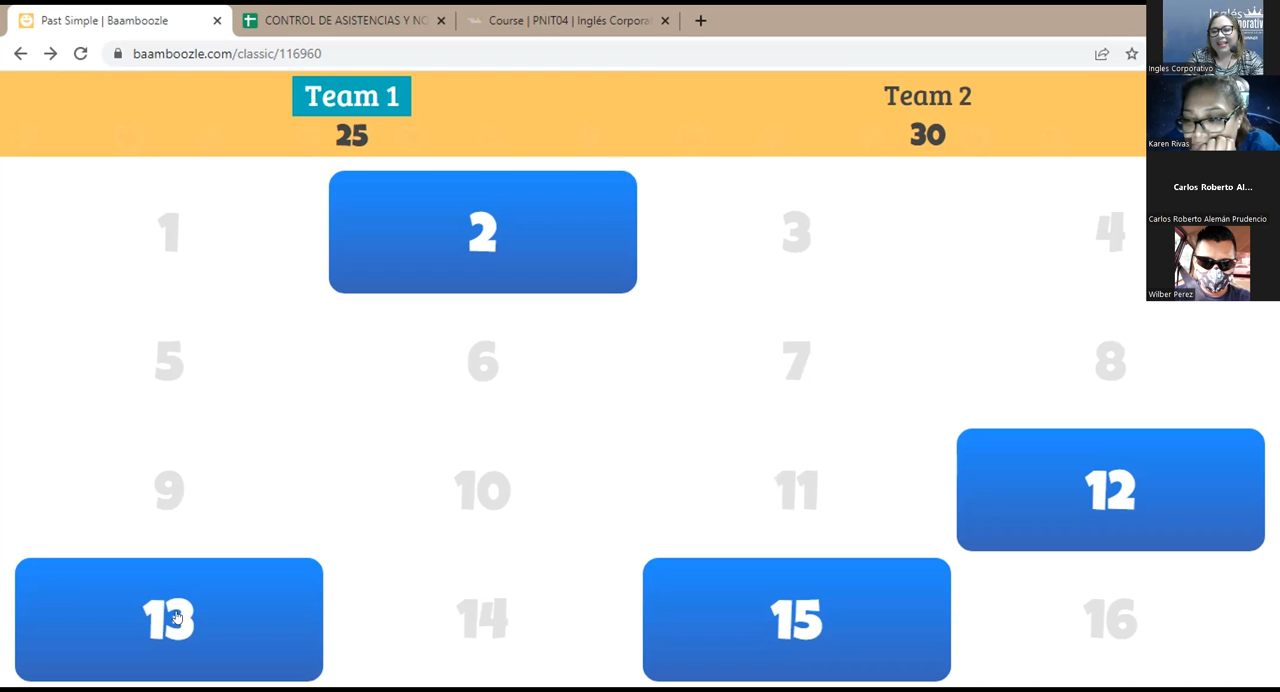 Past Simple | Baamboozle
CONTROL DE ASISTENCIAS Y NO
Course | PNIT04 | Inglés Corporat
baamboozle.com/classic/116960
Team 1
25
Team 2
30
1
2
3
4
5
6
7
8
9
10
11
12
13
14
15
16
Inglés
Ingles Corporativo
Karen Rivas
Carlos Roberto Al...
Carlos Roberto Alemán Prudencio
Wilber Perez